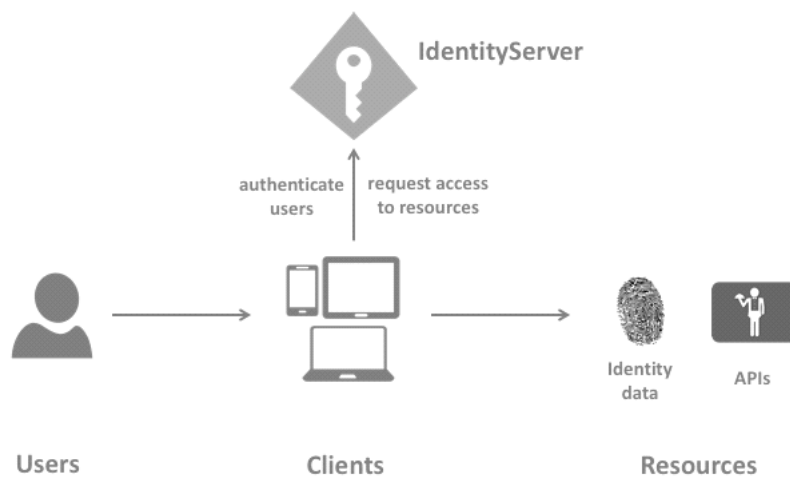 IdentityServer
authenticate
users
request access
to resources
Identity
data
APIs
Users
Clients
Resources